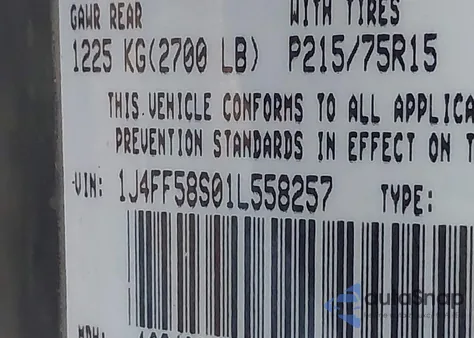 GAWR REAR WITH TIRES
1225 KG(2700 LB) P215/75R15
THIS VEHICLE CONFORMS TO ALL APPLICA
PREVENTION STANDARDS IN EFFECT ON T
VIN: 1J4FF58S01L558257 TYPE:
autoSnap